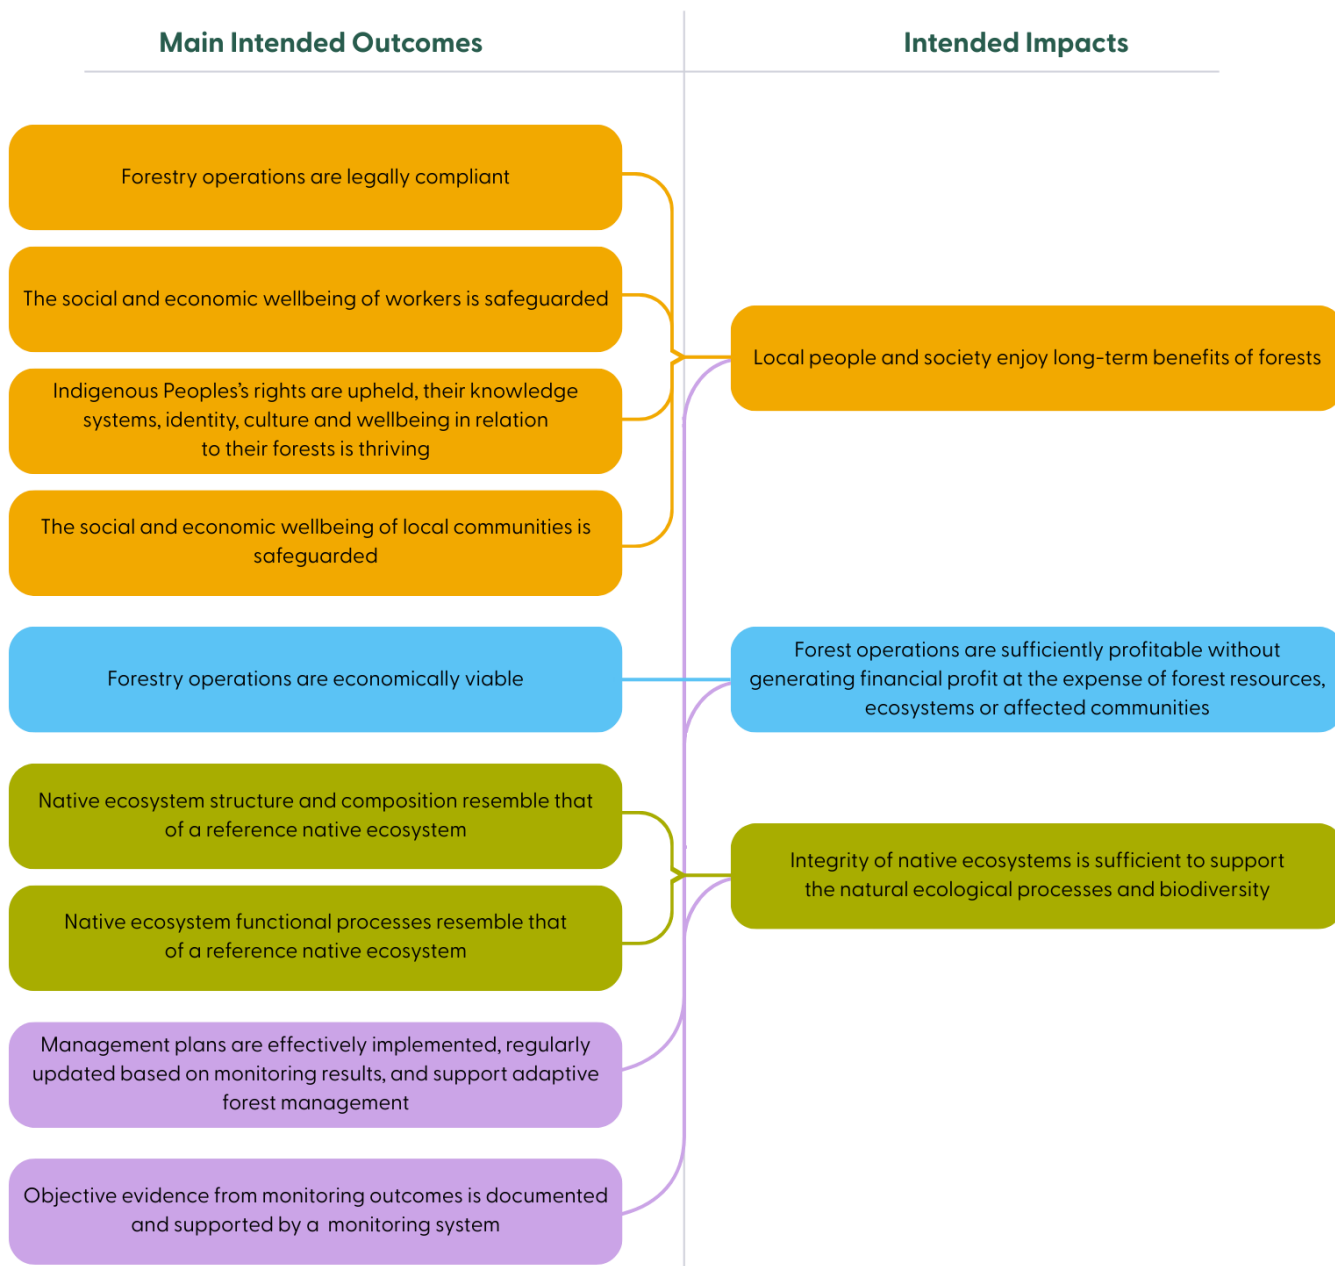 Main Intended Outcomes
Intended Impacts
Forestry operations are legally compliant
The social and economic wellbeing of workers is safeguarded
Indigenous Peoples's rights are upheld, their knowledge
systems, identity, culture and wellbeing in relation
to their forests is thriving
The social and economic wellbeing of local communities is
safeguarded
Local people and society enjoy long-term benefits of forests
Forestry operations are economically viable
Forest operations are sufficiently profitable without
generating financial profit at the expense of forest resources,
ecosystems or affected communities
Native ecosystem structure and composition resemble that
of a reference native ecosystem
Native ecosystem functional processes resemble that
of a reference native ecosystem
Integrity of native ecosystems is sufficient to support
the natural ecological processes and biodiversity
Management plans are effectively implemented, regularly
updated based on monitoring results, and support adaptive
forest management
Objective evidence from monitoring outcomes is documented
and supported by a monitoring system